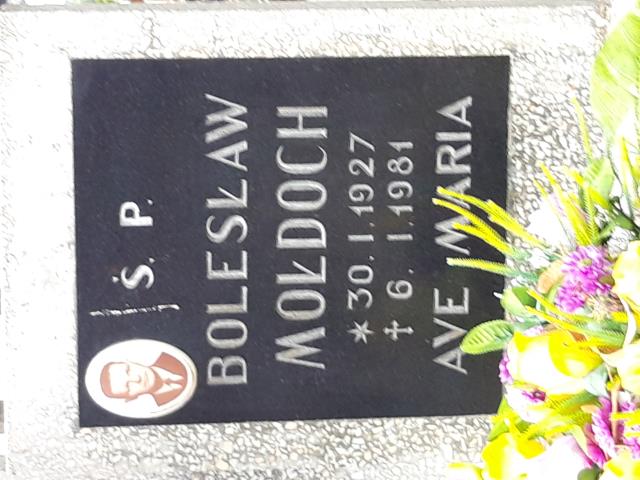 Ś. P.
BOLESŁAW
MOŁDOCH
* 30. I. 1927
✝ 6. I. 1981
AVE MARIA